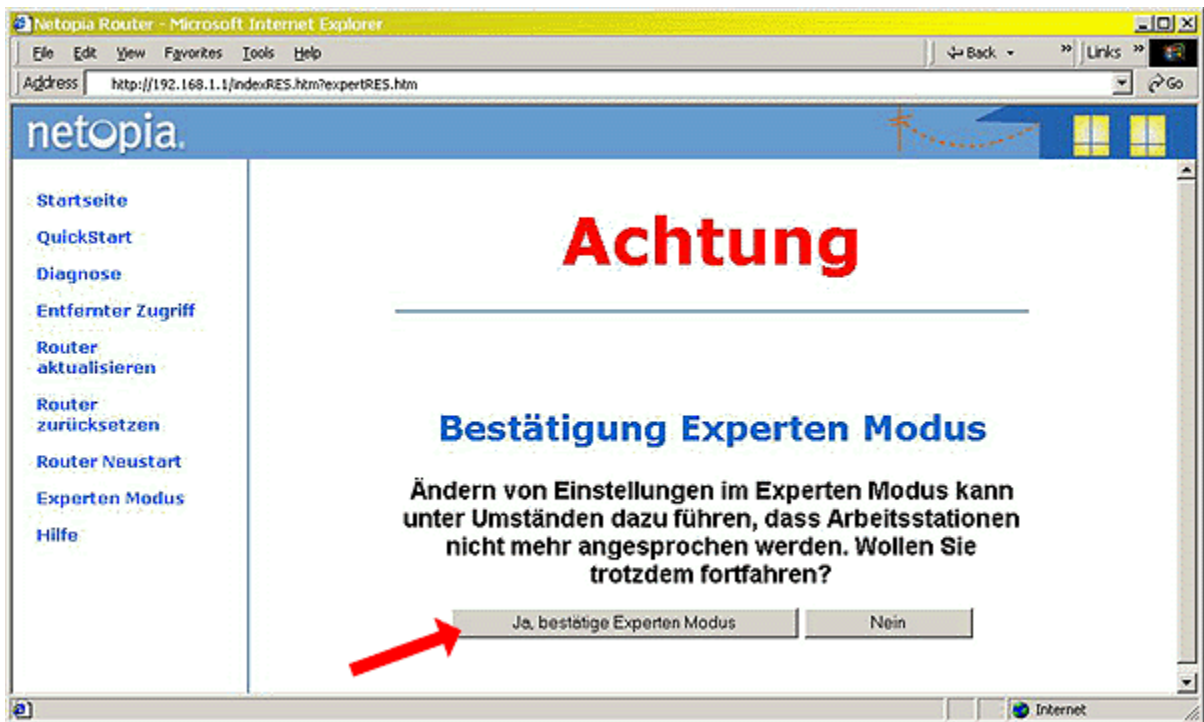 Netopia Router - Microsoft Internet Explorer
File Edit View Favorites Tools Help
Back
Links
Address http://192.168.1.1/indexRES.htm?expertRES.htm
Go
netopia.
Startseite
QuickStart
Diagnose
Entfernter Zugriff
Router
aktualisieren
Router
zurücksetzen
Router Neustart
Experten Modus
Hilfe
Achtung
Bestätigung Experten Modus
Ändern von Einstellungen im Experten Modus kann
unter Umständen dazu führen, dass Arbeitsstationen
nicht mehr angesprochen werden. Wollen Sie
trotzdem fortfahren?
Ja, bestätige Experten Modus
Nein
Internet